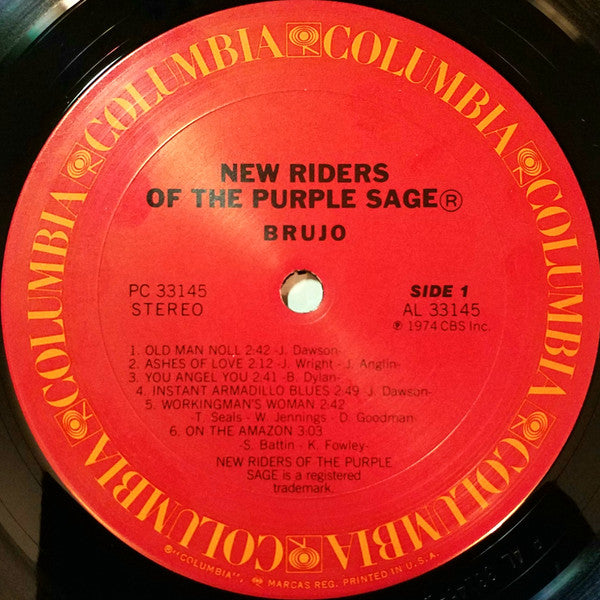 COLUMBIA COLUMBIA COLUMBIA COLUMBIA COLUMBIA COLUMBIA
NEW RIDERS
OF THE PURPLE SAGE®
BRUJO
PC 33145
STEREO
SIDE 1
AL 33145
℗ 1974 CBS Inc.
1. OLD MAN NOLL 2:42 -J. Dawson-
2. ASHES OF LOVE 2:12 -J. Wright - J. Anglin-
3. YOU ANGEL YOU 2:41 -B. Dylan-
4. INSTANT ARMADILLO BLUES 2:49 -J. Dawson-
5. WORKINGMAN'S WOMAN 2:42
-T. Seals - W. Jennings - D. Goodman-
6. ON THE AMAZON 3:03
-S. Battin - K. Fowley-
NEW RIDERS OF THE PURPLE
SAGE is a registered
trademark.
®"COLUMBIA", MARCAS REG. PRINTED IN U.S.A.